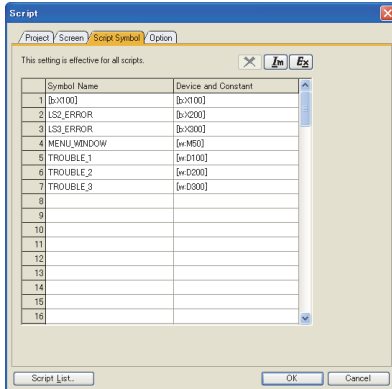 Script
Project Screen Script Symbol Option
This setting is effective for all scripts.
Im Ex
Symbol Name Device and Constant
1 [b:X100] [b:X100]
2 LS2_ERROR [b:X200]
3 LS3_ERROR [b:X300]
4 MENU_WINDOW [w:M50]
5 TROUBLE_1 [w:D100]
6 TROUBLE_2 [w:D200]
7 TROUBLE_3 [w:D300]
8
9
10
11
12
13
14
15
16
Script List... OK Cancel